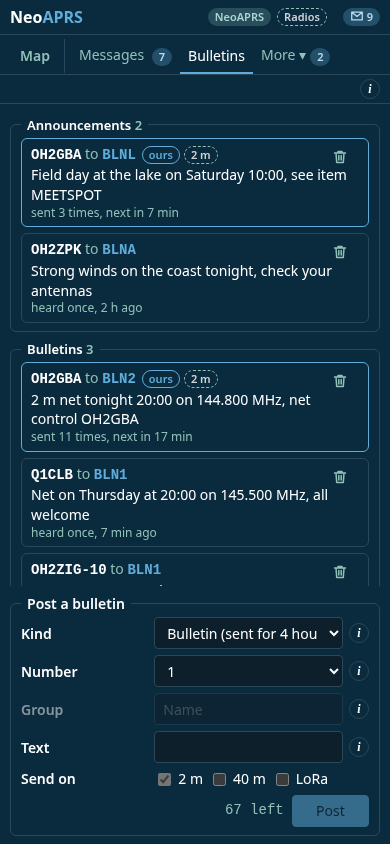 NeoAPRS
NeoAPRS Radios 9
Map Messages 7 Bulletins More ▾ 2
i
Announcements 2
OH2GBA to BLNL ours 2 m
Field day at the lake on Saturday 10:00, see item
MEETSPOT
sent 3 times, next in 7 min
OH2ZPK to BLNA
Strong winds on the coast tonight, check your
antennas
heard once, 2 h ago
Bulletins 3
OH2GBA to BLN2 ours 2 m
2 m net tonight 20:00 on 144.800 MHz, net
control OH2GBA
sent 11 times, next in 17 min
Q1CLB to BLN1
Net on Thursday at 20:00 on 145.500 MHz, all
welcome
heard once, 7 min ago
OH2ZIG-10 to BLN1
Post a bulletin
Kind Bulletin (sent for 4 hou i
Number 1 i
Group Name i
Text i
Send on 2 m 40 m LoRa
67 left Post